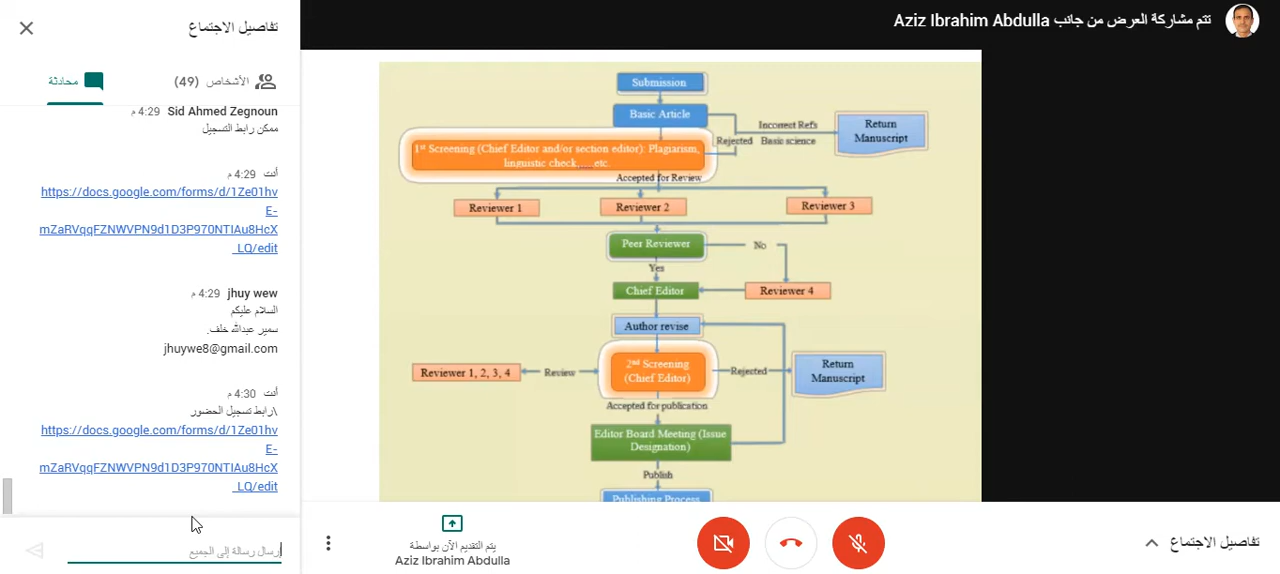 تفاصيل الاجتماع
الأشخاص (49)
محادثة
Sid Ahmed Zegnoun 4:29 م
ممكن رابط التسجيل
أنت 4:29 م
https://docs.google.com/forms/d/1Ze01hv
E-
mZaRVqqFZNWVPN9d1D3P970NTIAu8HcX
_LQ/edit
jhuy wew 4:29 م
السلام عليكم
سمير عبدالله خلف.
jhuywe8@gmail.com
أنت 4:30 م
\رابط تسجيل الحضور
https://docs.google.com/forms/d/1Ze01hv
E-
mZaRVqqFZNWVPN9d1D3P970NTIAu8HcX
_LQ/edit
إرسال رسالة إلى الجميع
تتم مشاركة العرض من جانب Aziz Ibrahim Abdulla
Submission
Basic Article
Incorrect Refs
Rejected Basic science
Return
Manuscript
1st Screening (Chief Editor and/or section editor): Plagiarism,
linguistic check,.....etc.
Accepted for Review
Reviewer 1
Reviewer 2
Reviewer 3
Peer Reviewer
No
Yes
Chief Editor
Reviewer 4
Author revise
Reviewer 1, 2, 3, 4
Review
2nd Screening
(Chief Editor)
Rejected
Return
Manuscript
Accepted for publication
Editor Board Meeting (Issue
Designation)
Publish
Publishing Process
يتم التقديم الآن بواسطة
Aziz Ibrahim Abdulla
تفاصيل الاجتماع